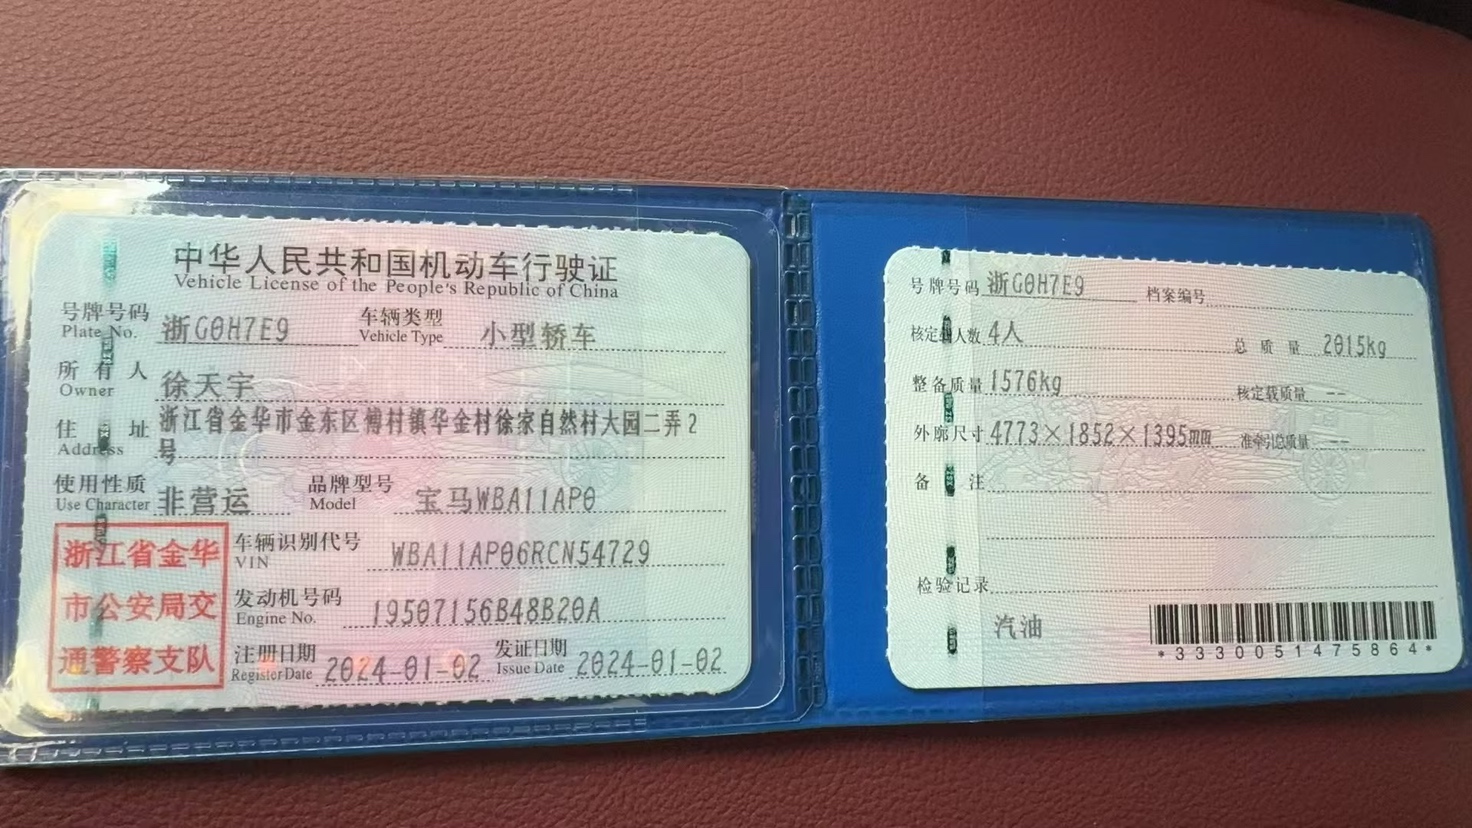 中华人民共和国机动车行驶证
Vehicle License of the People's Republic of China
号牌号码 浙G0H7E9 车辆类型 小型轿车
Plate No. Vehicle Type
所有人 徐天宇
Owner
住址 浙江省金华市金东区傅村镇华金村徐家自然村大园二弄2
Address 号
使用性质 非营运 品牌型号 宝马WBA11AP0
Use Character Model
浙江省金华
市公安局交
通警察支队
车辆识别代号 WBA11AP06RCN54729
VIN
发动机号码 19507156B48B20A
Engine No.
注册日期 2024-01-02 发证日期 2024-01-02
Register Date Issue Date
号牌号码 浙G0H7E9 档案编号
核定载人数 4人 总质量 2015kg
整备质量 1576kg 核定载质量 --
外廓尺寸 4773×1852×1395mm 准牵引总质量 --
备注
检验记录
汽油
*3330051475864*